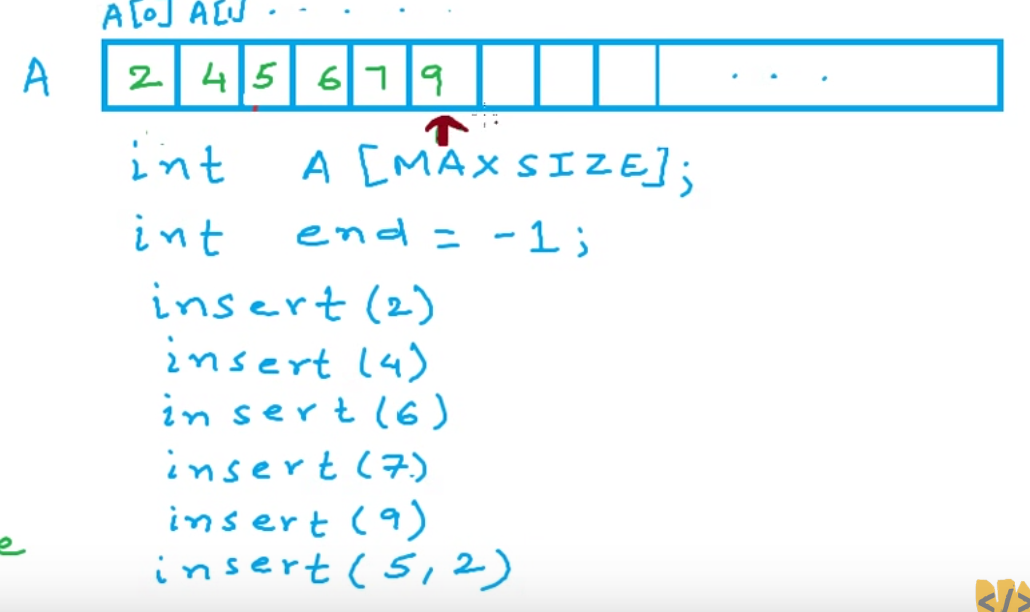 A[0] A[1] . . . . .
A 2 4 5 6 7 9 . . .
int A [MAXSIZE];
int end = -1;
insert (2)
insert (4)
insert (6)
insert (7)
insert (9)
e
insert (5, 2)
</>